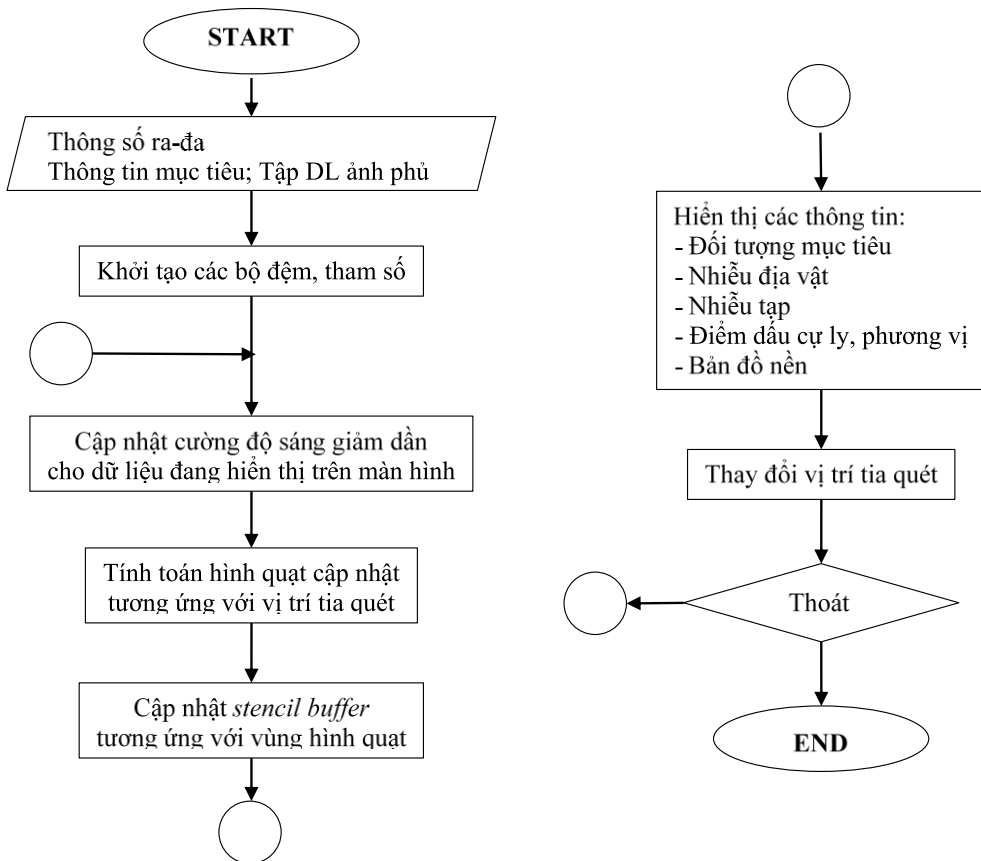 START
Thông số ra-đa
Thông tin mục tiêu; Tập DL ảnh phủ
Khởi tạo các bộ đệm, tham số
Cập nhật cường độ sáng giảm dần
cho dữ liệu đang hiển thị trên màn hình
Tính toán hình quạt cập nhật
tương ứng với vị trí tia quét
Cập nhật stencil buffer
tương ứng với vùng hình quạt
Hiển thị các thông tin:
- Đối tượng mục tiêu
- Nhiễu địa vật
- Nhiễu tạp
- Điểm dấu cự ly, phương vị
- Bản đồ nền
Thay đổi vị trí tia quét
Thoát
END